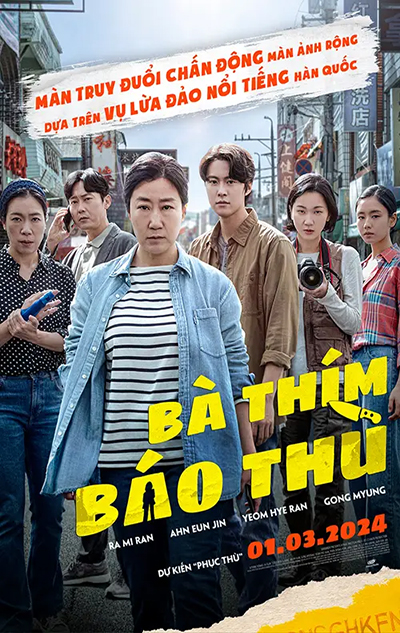 MÀN TRUY ĐUỔI CHẤN ĐỘNG MÀN ẢNH RỘNG
DỰA TRÊN VỤ LỪA ĐẢO NỔI TIẾNG HÀN QUỐC
BÀ THÍM
BÁO THÙ
RA MI RAN AHN EUN JIN YEOM HYE RAN GONG MYUNG
DỰ KIẾN "PHỤC THÙ" 01.03.2024